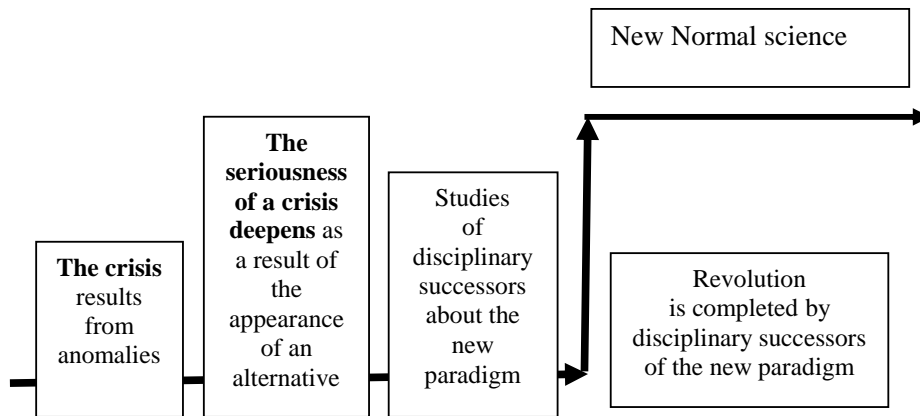 The crisis
results
from
anomalies
The
seriousness
of a crisis
deepens as
a result of
the
appearance
of an
alternative
Studies
of
disciplinary
successors
about the
new
paradigm
New Normal science
Revolution
is completed by
disciplinary successors
of the new paradigm